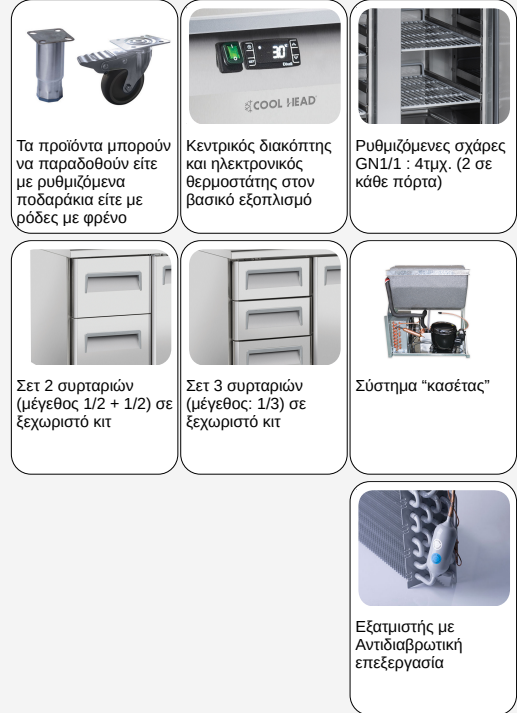 30°
COOL HEAD
Τα προϊόντα μπορούν
να παραδοθούν είτε
με ρυθμιζόμενα
ποδαράκια είτε με
ρόδες με φρένο
Κεντρικός διακόπτης
και ηλεκτρονικός
θερμοστάτης στον
βασικό εξοπλισμό
Ρυθμιζόμενες σχάρες
GN1/1 : 4τμχ. (2 σε
κάθε πόρτα)
Σετ 2 συρταριών
(μέγεθος 1/2 + 1/2) σε
ξεχωριστό κιτ
Σετ 3 συρταριών
(μέγεθος: 1/3) σε
ξεχωριστό κιτ
Σύστημα “κασέτας”
Εξατμιστής με
Αντιδιαβρωτική
επεξεργασία